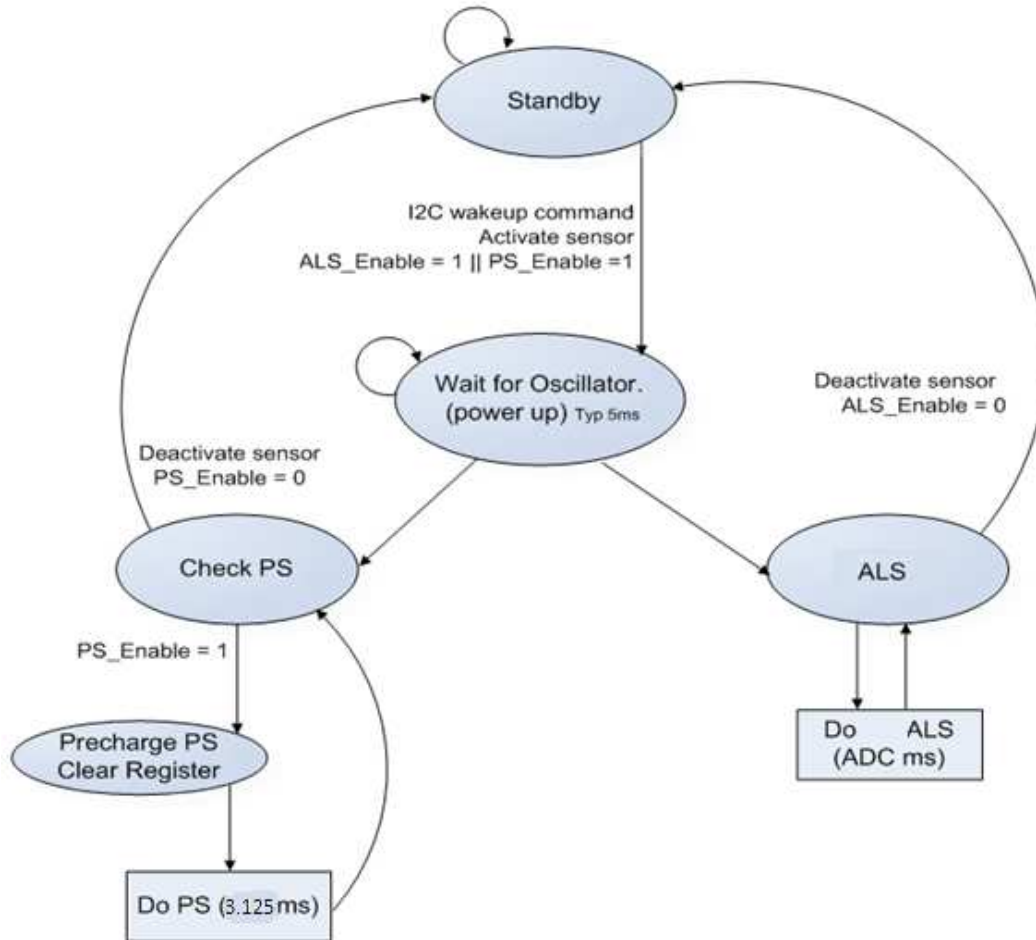 Standby
I2C wakeup command
Activate sensor
ALS_Enable = 1 || PS_Enable =1
Wait for Oscillator.
(power up) Typ 5ms
Deactivate sensor
ALS_Enable = 0
Deactivate sensor
PS_Enable = 0
Check PS
ALS
PS_Enable = 1
Precharge PS
Clear Register
Do ALS
(ADC ms)
Do PS (3.125ms)